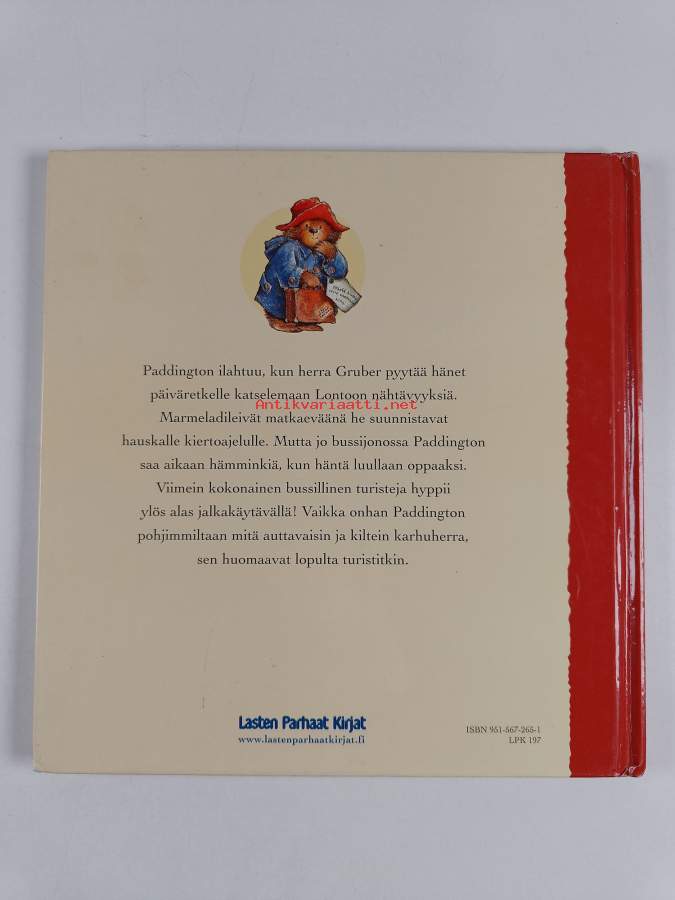 Paddington ilahtuu, kun herra Gruber pyytää hänet
päiväretkelle katselemaan Lontoon nähtävyyksiä.
Antikvariaatti.net
Marmeladileivät matkaeväänä he suunnistavat
hauskalle kiertoajelulle. Mutta jo bussijonossa Paddington
saa aikaan hämminkiä, kun häntä luullaan oppaaksi.
Viimein kokonainen bussillinen turisteja hyppii
ylös alas jalkakäytävällä! Vaikka onhan Paddington
pohjimmiltaan mitä auttavaisin ja kiltein karhuherra,
sen huomaavat lopulta turistitkin.
Lasten Parhaat Kirjat
www.lastenparhaatkirjat.fi
ISBN 951-567-265-1
LPK 197